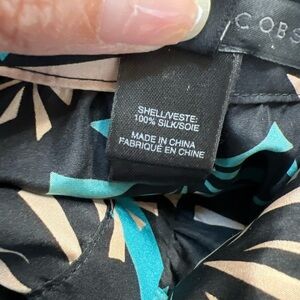 COBS
SHELL/VESTE:
100% SILK/SOIE
MADE IN CHINA
FABRIQUÉ EN CHINE